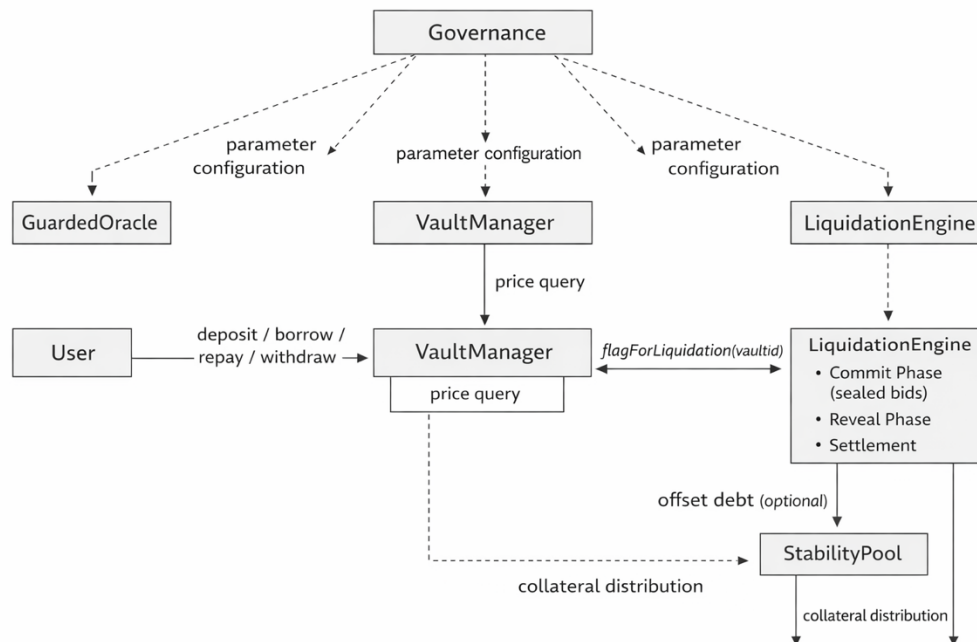 Governance
parameter
configuration
parameter configuration
parameter
configuration
GuardedOracle
VaultManager
LiquidationEngine
price query
User
deposit / borrow /
repay / withdraw
VaultManager
price query
flagForLiquidation(vaultid)
LiquidationEngine
• Commit Phase
(sealed bids)
• Reveal Phase
• Settlement
offset debt (optional)
StabilityPool
collateral distribution
collateral distribution